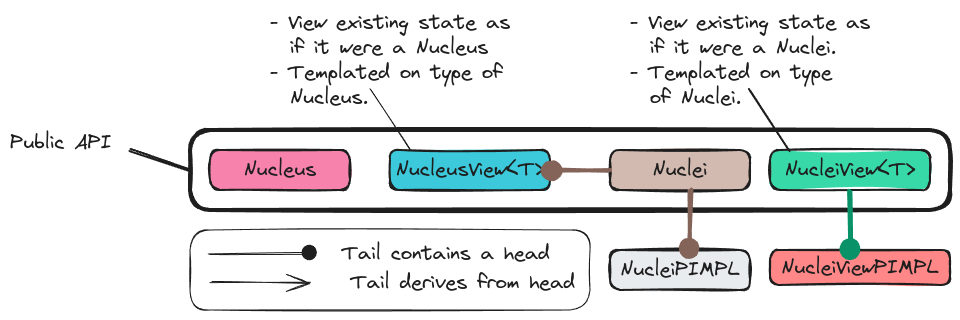 - View existing state as
if it were a Nucleus
- Templated on type of
Nucleus.
- View existing state as
if it were a Nuclei.
- Templated on type
of Nuclei.
Public API
Nucleus
NucleusView<T>
Nuclei
NucleiView<T>
Tail contains a head
Tail derives from head
NucleiPIMPL
NucleiViewPIMPL